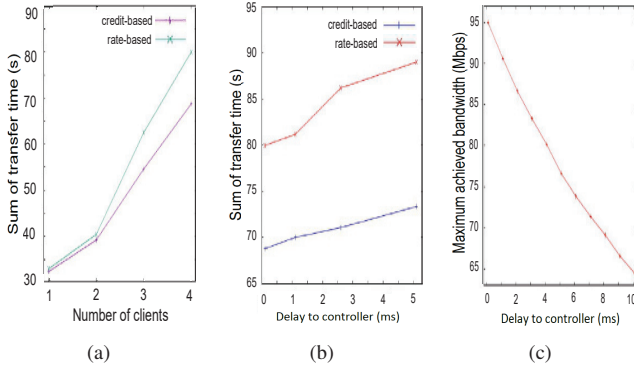 credit-based
rate-based
Sum of transfer time (s)
90
80
70
60
50
40
30
1
2
3
4
Number of clients
(a)
credit-based
rate-based
Sum of transfer time (s)
95
90
85
80
75
70
65
0
1
2
3
4
5
Delay to controller (ms)
(b)
Maximum achieved bandwidth (Mbps)
95
90
85
80
75
70
65
0
2
4
6
8
10
Delay to controller (ms)
(c)